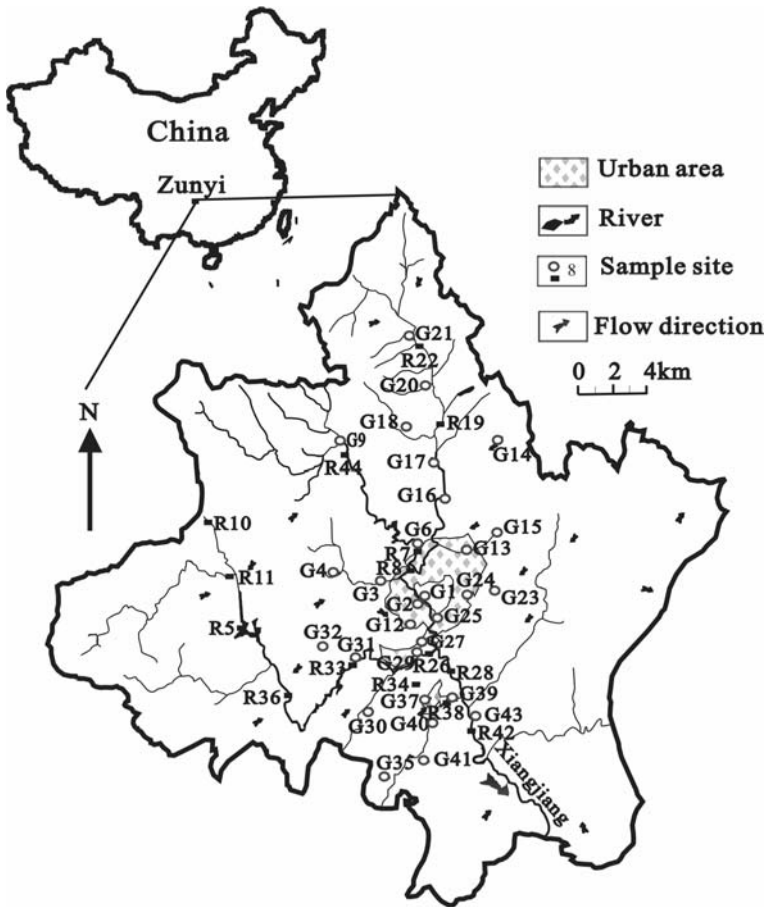 China
Zunyi
Urban area
River
8
Sample site
Flow direction
0 2 4km
N
G21
R22
G20
G18
R19
G9
G14
R44
G17
G16
R10
G6
G15
R7
G13
R8
R11
G4
G3
G24
G1
G23
G2
G25
R5
G12
G32
G31
G27
G29
R26
R33
R28
R34
R36
G37
G39
R38
G43
G30
G40
R42
G41
G35
Xiangjiang